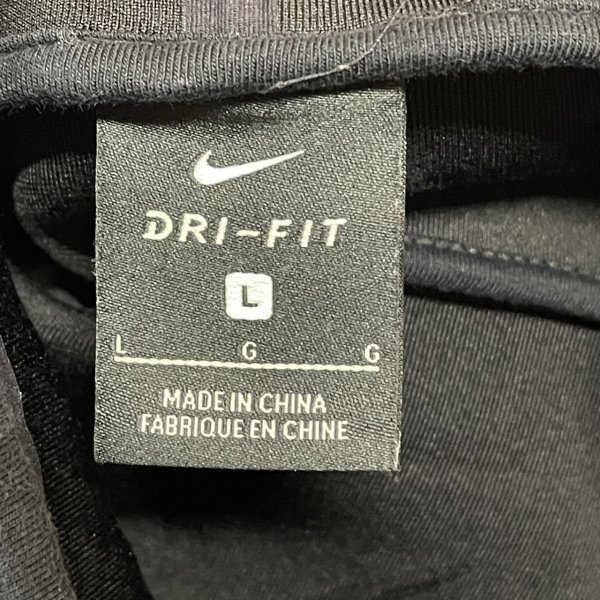 DRI-FIT
L
L G G
MADE IN CHINA
FABRIQUE EN CHINE